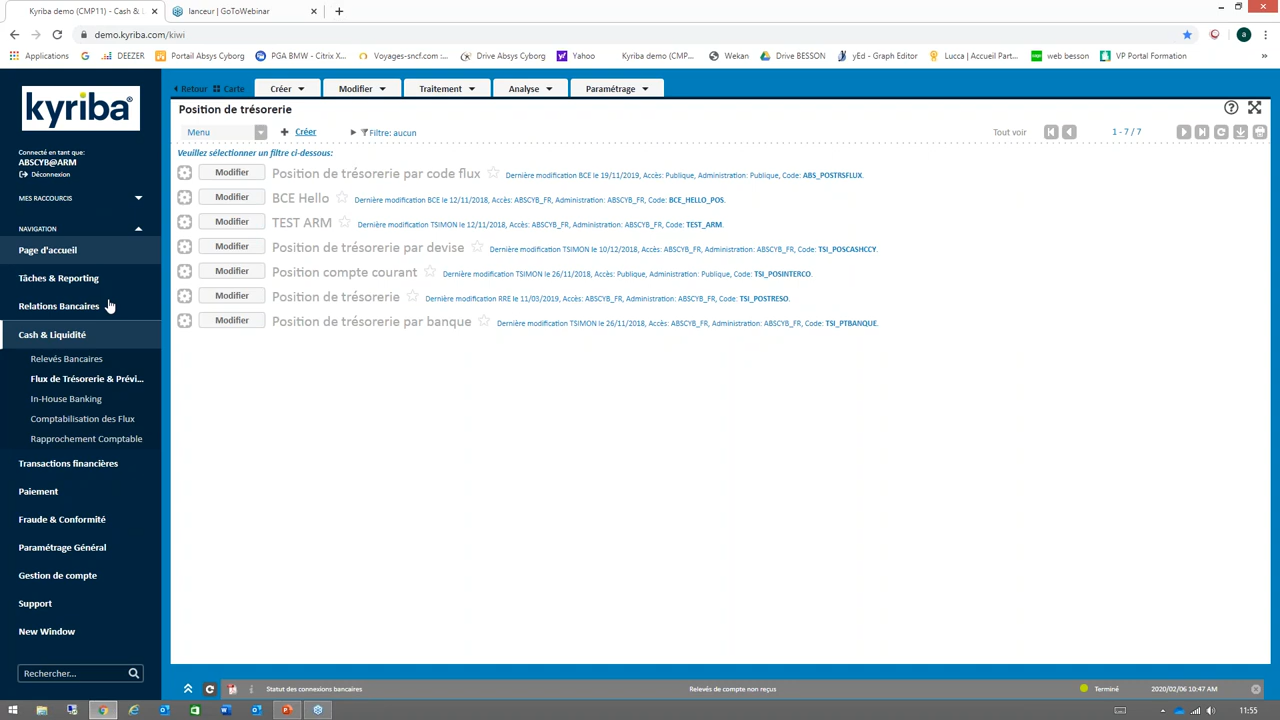 Kyriba demo (CMP11) - Cash & L
lanceur | GoToWebinar
demo.kyriba.com/kiwi
Applications
DEEZER
Portail Absys Cyborg
PGA BMW - Citrix X...
Voyages-sncf.com :...
Drive Absys Cyborg
Yahoo
Kyriba demo (CMP...
Wekan
Drive BESSON
yEd - Graph Editor
Lucca | Accueil Part...
web besson
VP Portal Formation
kyriba®
Connecté en tant que:
ABSCYB@ARM
Déconnexion
MES RACCOURCIS
NAVIGATION
Page d'accueil
Tâches & Reporting
Relations Bancaires
Cash & Liquidité
Relevés Bancaires
Flux de Trésorerie & Prévi...
In-House Banking
Comptabilisation des Flux
Rapprochement Comptable
Transactions financières
Paiement
Fraude & Conformité
Paramétrage Général
Gestion de compte
Support
New Window
Rechercher...
Retour Carte Créer Modifier Traitement Analyse Paramétrage
Position de trésorerie
Menu Créer Filtre: aucun Tout voir 1 - 7 / 7
Veuillez sélectionner un filtre ci-dessous:
Modifier Position de trésorerie par code flux Dernière modification BCE le 19/11/2019, Accès: Publique, Administration: Publique, Code: ABS_POSTRSFLUX.
Modifier BCE Hello Dernière modification BCE le 12/11/2018, Accès: ABSCYB_FR, Administration: ABSCYB_FR, Code: BCE_HELLO_POS.
Modifier TEST ARM Dernière modification TSIMON le 12/11/2018, Accès: ABSCYB_FR, Administration: ABSCYB_FR, Code: TEST_ARM.
Modifier Position de trésorerie par devise Dernière modification TSIMON le 10/12/2018, Accès: ABSCYB_FR, Administration: ABSCYB_FR, Code: TSI_POSCASHCCY.
Modifier Position compte courant Dernière modification TSIMON le 26/11/2018, Accès: Publique, Administration: Publique, Code: TSI_POSINTERCO.
Modifier Position de trésorerie Dernière modification RRE le 11/03/2019, Accès: ABSCYB_FR, Administration: ABSCYB_FR, Code: TSI_POSTRESO.
Modifier Position de trésorerie par banque Dernière modification TSIMON le 26/11/2018, Accès: ABSCYB_FR, Administration: ABSCYB_FR, Code: TSI_PTBANQUE.
Statut des connexions bancaires Relevés de compte non reçus Terminé 2020/02/06 10:47 AM
11:55